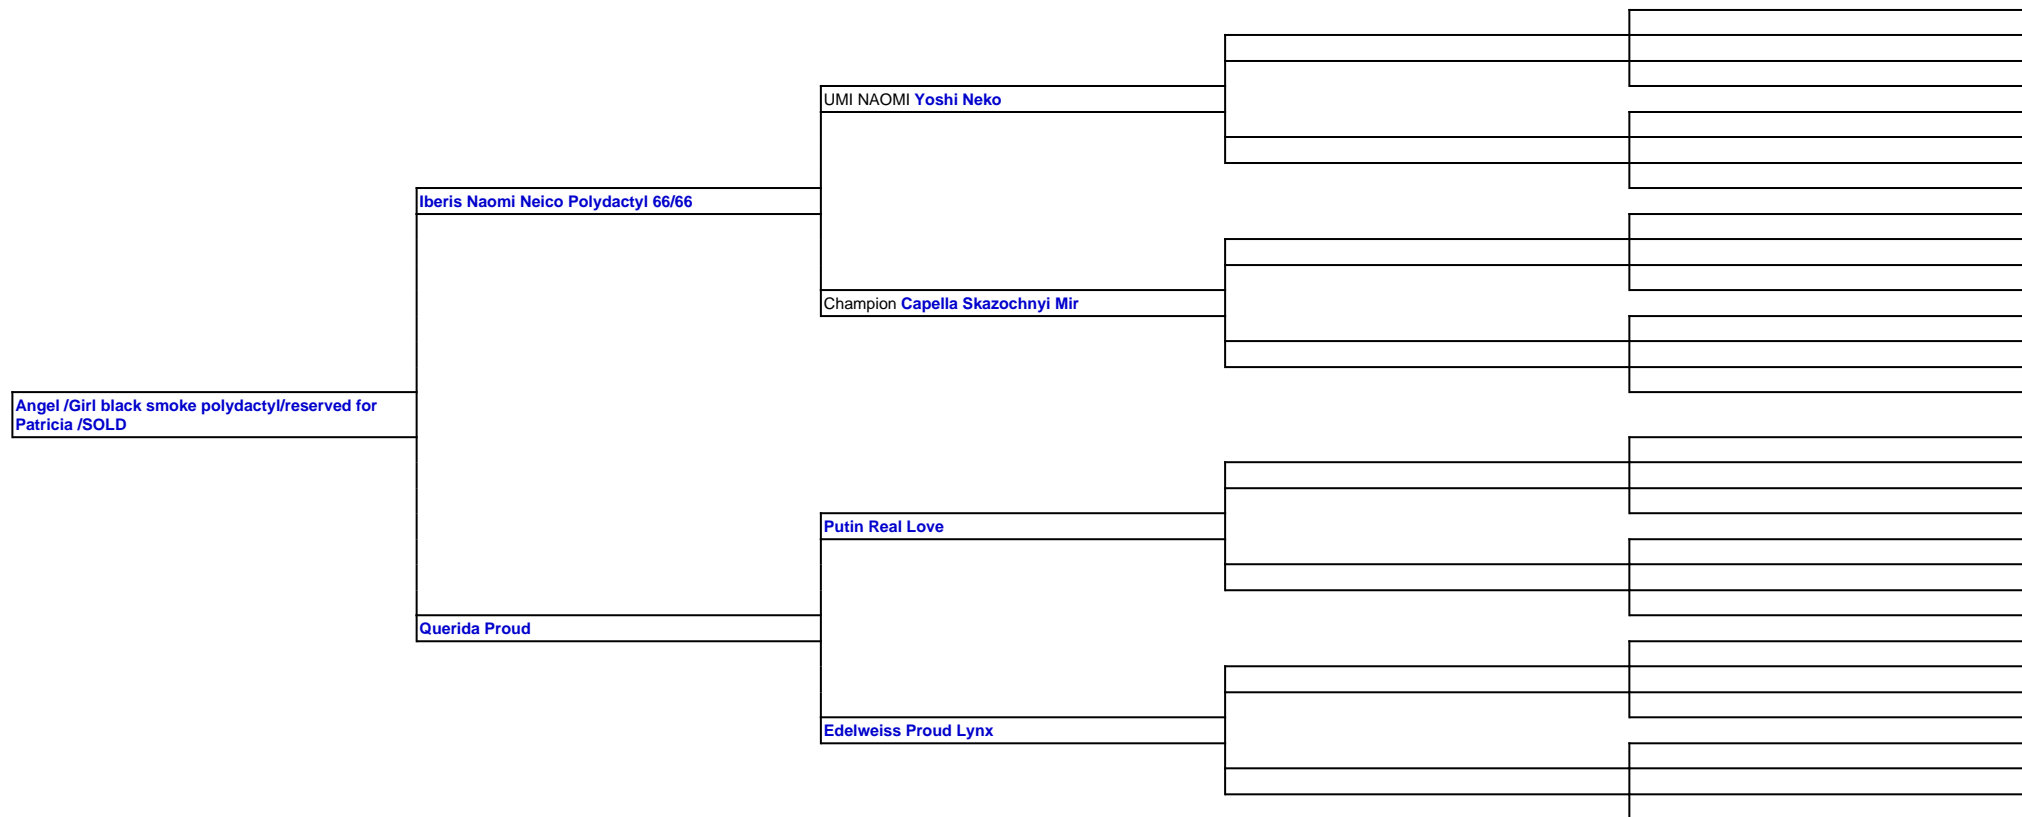 UMI NAOMI Yoshi Neko
Iberis Naomi Neico Polydactyl 66/66
Champion Capella Skazochnyi Mir
Angel /Girl black smoke polydactyl/reserved for
Patricia /SOLD
Putin Real Love
Querida Proud
Edelweiss Proud Lynx